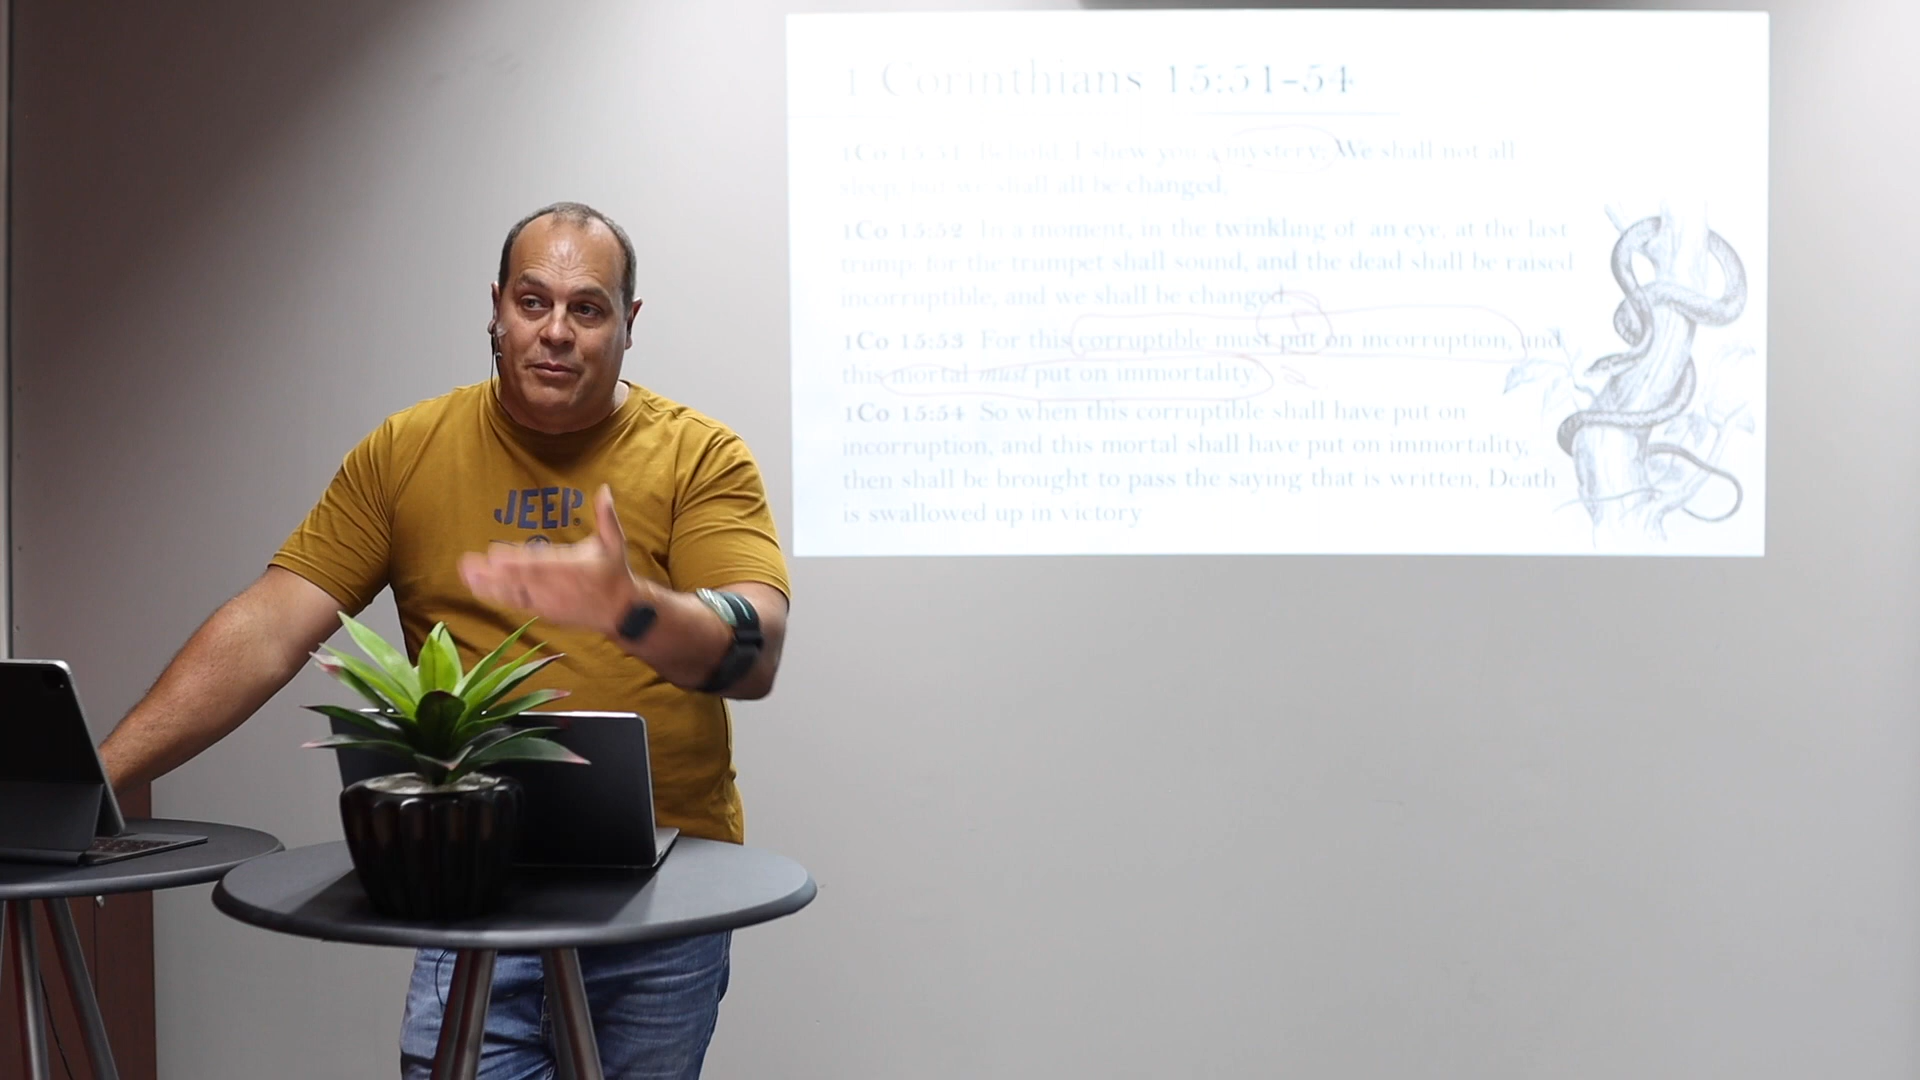 1 Corinthians 15:51-54
1Co 15:51 Behold, I shew you a mystery; We shall not all
sleep, but we shall all be changed,
1Co 15:52 In a moment, in the twinkling of an eye, at the last
trump: for the trumpet shall sound, and the dead shall be raised
incorruptible, and we shall be changed.
1Co 15:53 For this corruptible must put on incorruption, and
this mortal must put on immortality.
1Co 15:54 So when this corruptible shall have put on
incorruption, and this mortal shall have put on immortality,
then shall be brought to pass the saying that is written, Death
is swallowed up in victory
JEEP